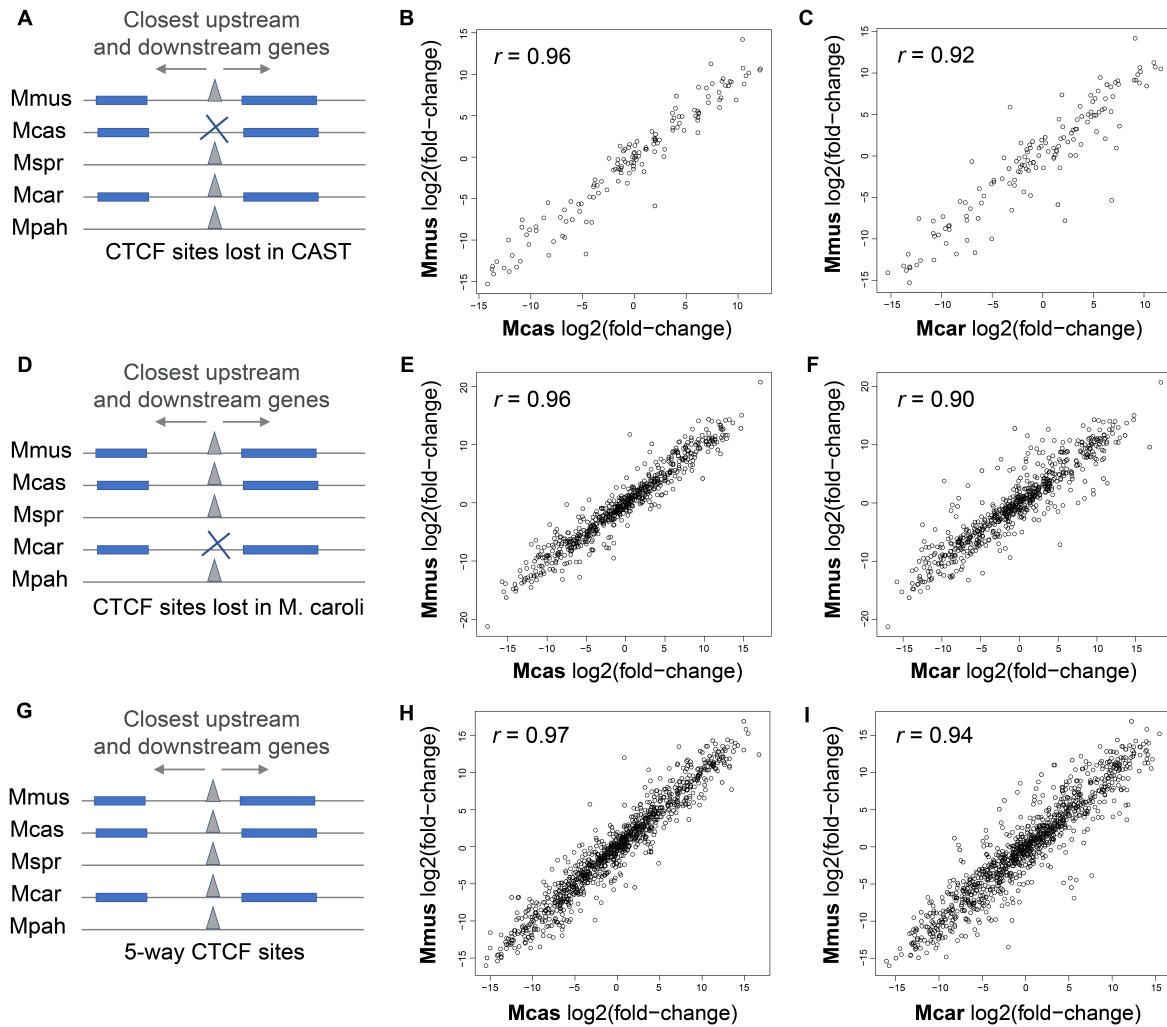 A
Closest upstream
and downstream genes
Mmus
Mcas
Mspr
Mcar
Mpah
CTCF sites lost in CAST
B
r = 0.96
Mmus log2(fold−change)
15
10
5
0
−5
−10
−15
−15 −10 −5 0 5 10
Mcas log2(fold−change)
C
r = 0.92
Mmus log2(fold−change)
15
10
5
0
−5
−10
−15
−15 −10 −5 0 5 10
Mcar log2(fold−change)
D
Closest upstream
and downstream genes
Mmus
Mcas
Mspr
Mcar
Mpah
CTCF sites lost in M. caroli
E
r = 0.96
Mmus log2(fold−change)
20
10
0
−10
−20
−15 −10 −5 0 5 10 15
Mcas log2(fold−change)
F
r = 0.90
Mmus log2(fold−change)
20
10
0
−10
−20
−15 −10 −5 0 5 10 15
Mcar log2(fold−change)
G
Closest upstream
and downstream genes
Mmus
Mcas
Mspr
Mcar
Mpah
5-way CTCF sites
H
r = 0.97
Mmus log2(fold−change)
15
10
5
0
−5
−10
−15
−15 −10 −5 0 5 10 15
Mcas log2(fold−change)
I
r = 0.94
Mmus log2(fold−change)
15
10
5
0
−5
−10
−15
−15 −10 −5 0 5 10 15
Mcar log2(fold−change)